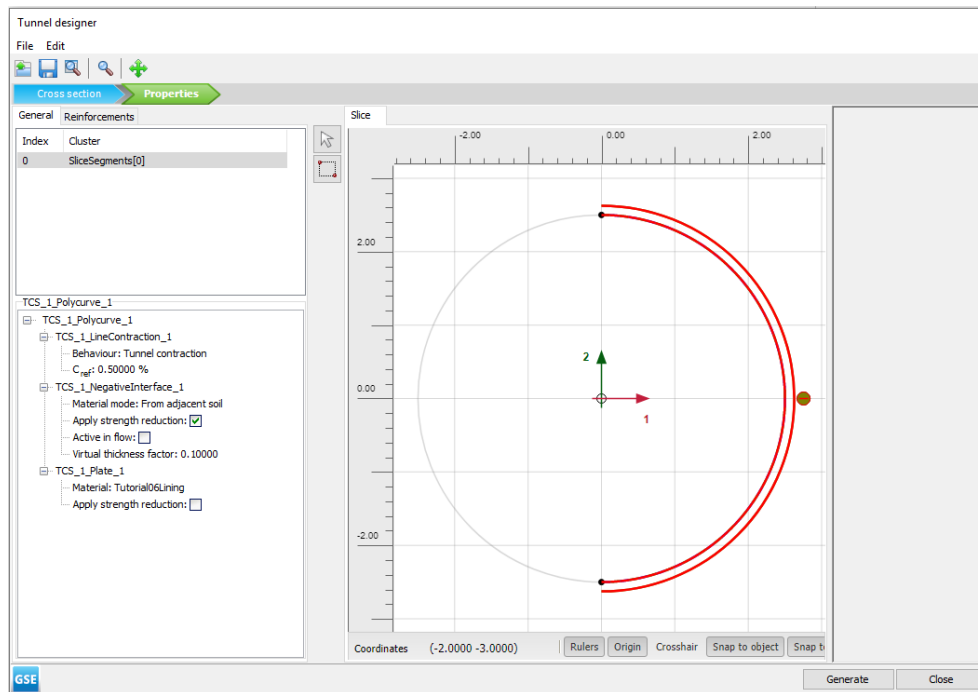 Tunnel designer
File Edit
Cross section Properties
General Reinforcements
Index Cluster
0 SliceSegments[0]
TCS_1_Polycurve_1
TCS_1_Polycurve_1
TCS_1_LineContraction_1
Behaviour: Tunnel contraction
Cref: 0.50000 %
TCS_1_NegativeInterface_1
Material mode: From adjacent soil
Apply strength reduction:
Active in flow:
Virtual thickness factor: 0.10000
TCS_1_Plate_1
Material: Tutorial06Lining
Apply strength reduction:
Slice
-2.00 0.00 2.00
2.00
0.00
-2.00
2
1
Coordinates (-2.0000 -3.0000) Rulers Origin Crosshair Snap to object Snap to
GSE Generate Close